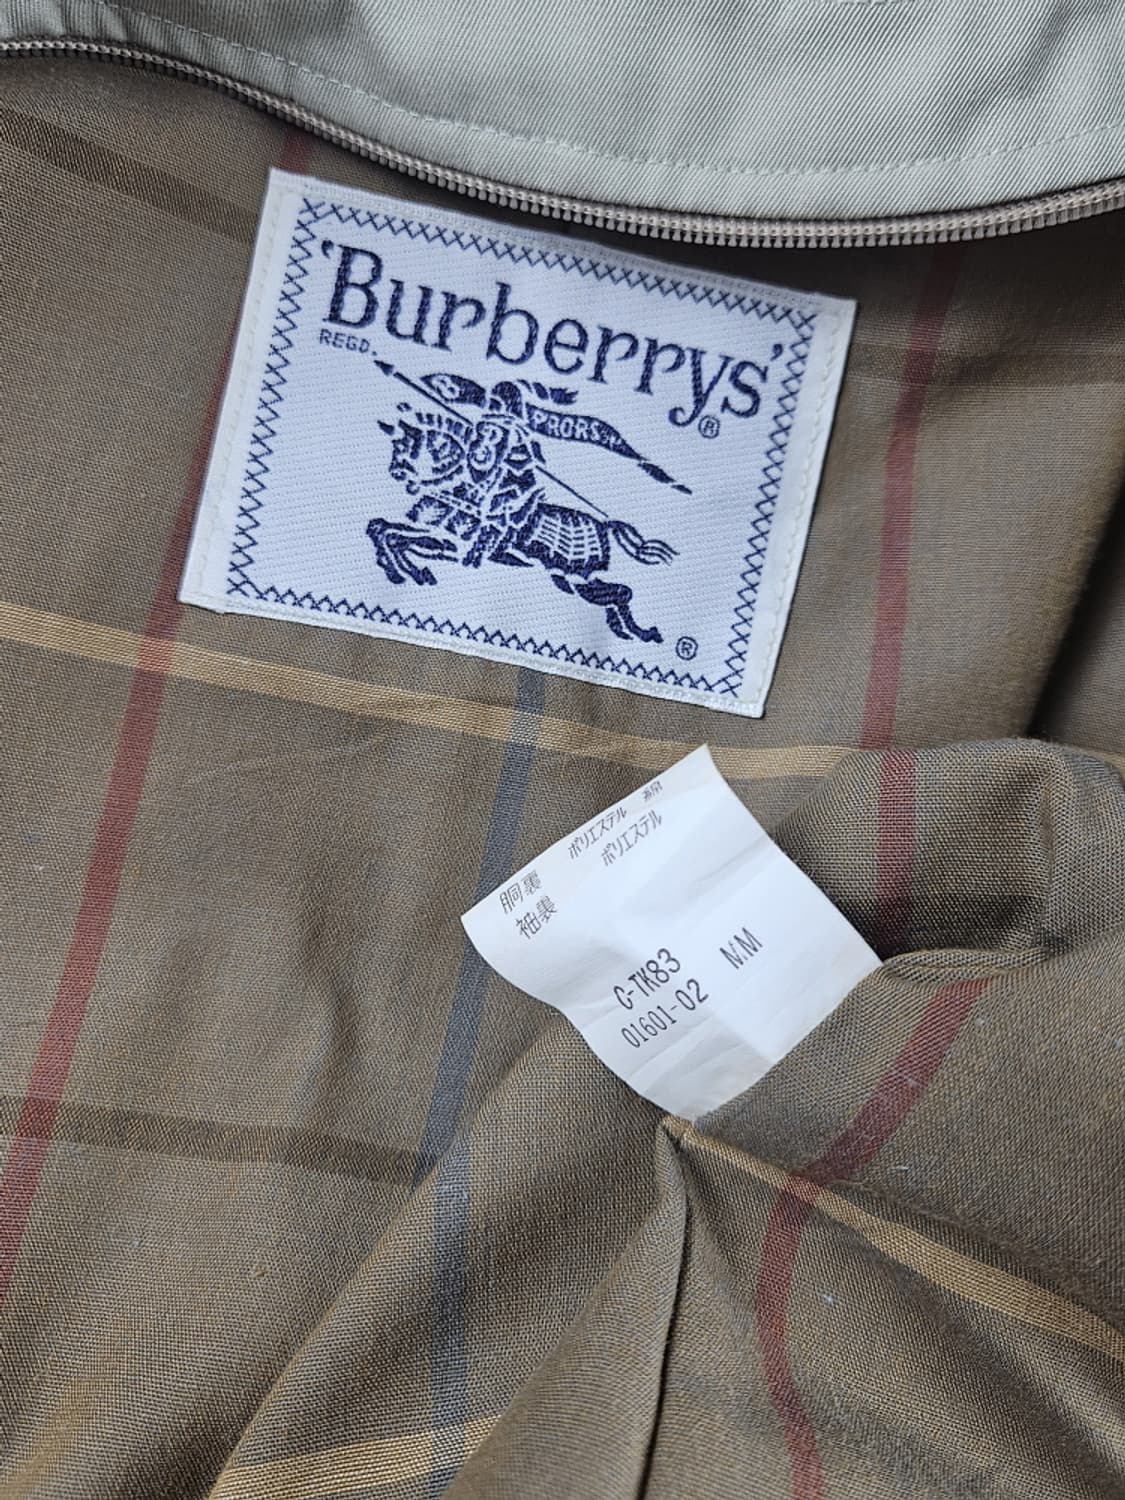 'Burberrys'®
REGD.
PRORSUM
®
胴裏 ポリエステル
袖裏 ポリエステル
C-TK83 MM
01601-02